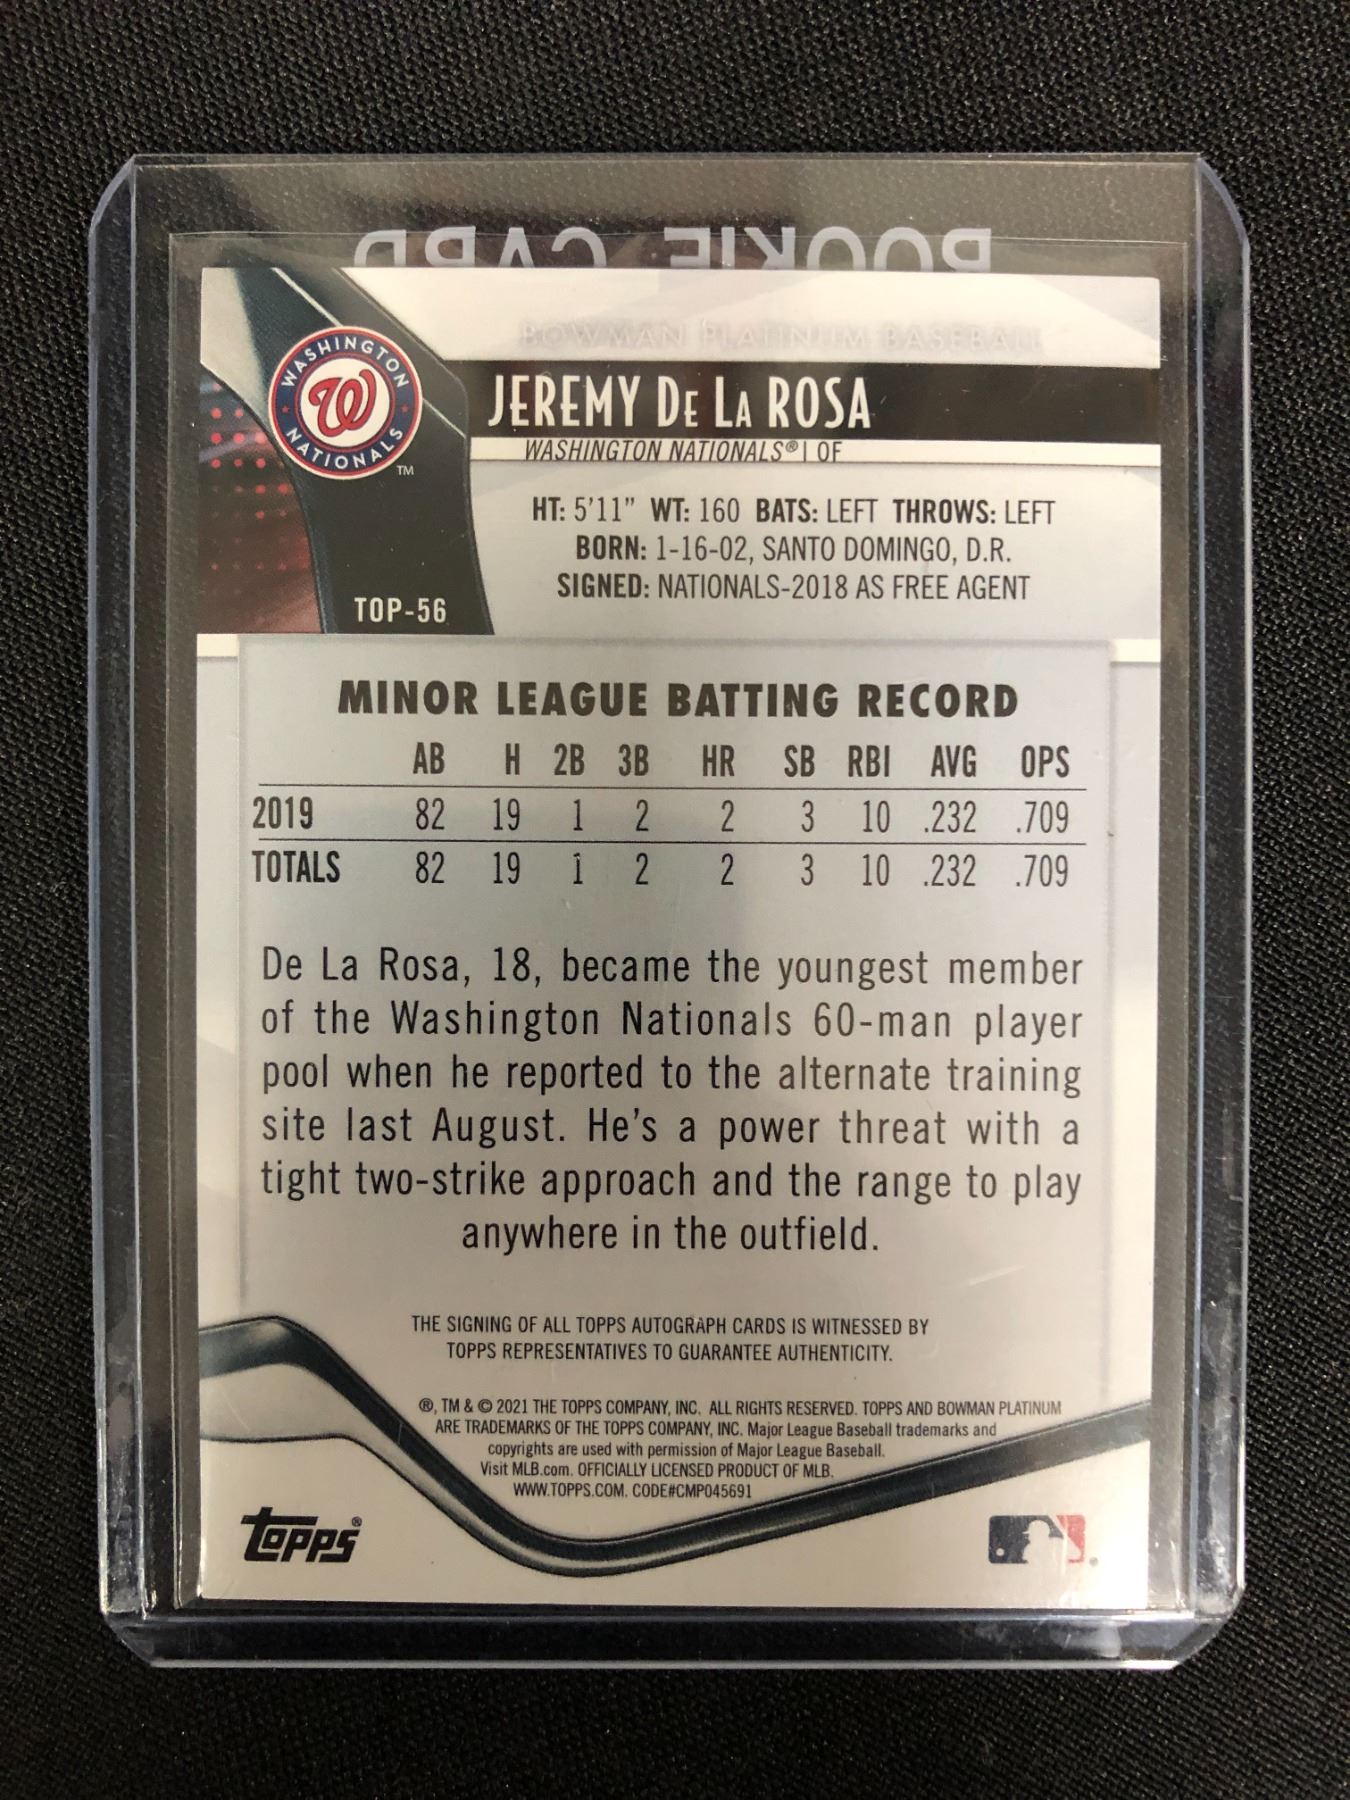 ROOKIE CARD
BOWMAN PLATINUM BASEBALL
WASHINGTON
W
NATIONALS
TM
JEREMY DE LA ROSA
WASHINGTON NATIONALS® | OF
HT: 5'11" WT: 160 BATS: LEFT THROWS: LEFT
BORN: 1-16-02, SANTO DOMINGO, D.R.
SIGNED: NATIONALS-2018 AS FREE AGENT
TOP-56
MINOR LEAGUE BATTING RECORD
AB H 2B 3B HR SB RBI AVG OPS
2019 82 19 1 2 2 3 10 .232 .709
TOTALS 82 19 1 2 2 3 10 .232 .709
De La Rosa, 18, became the youngest member
of the Washington Nationals 60-man player
pool when he reported to the alternate training
site last August. He's a power threat with a
tight two-strike approach and the range to play
anywhere in the outfield.
THE SIGNING OF ALL TOPPS AUTOGRAPH CARDS IS WITNESSED BY
TOPPS REPRESENTATIVES TO GUARANTEE AUTHENTICITY.
®, TM & © 2021 THE TOPPS COMPANY, INC. ALL RIGHTS RESERVED. TOPPS AND BOWMAN PLATINUM
ARE TRADEMARKS OF THE TOPPS COMPANY, INC. Major League Baseball trademarks and
copyrights are used with permission of Major League Baseball.
Visit MLB.com. OFFICIALLY LICENSED PRODUCT OF MLB.
WWW.TOPPS.COM. CODE#CMP045691
topps®
®